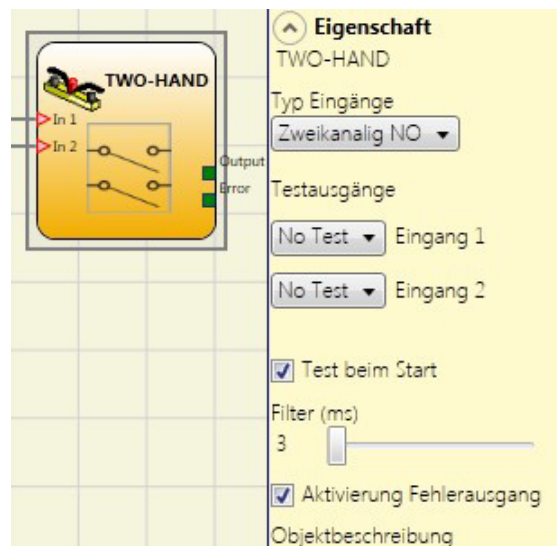 TWO-HAND
In 1
In 2
Output
Error
Eigenschaft
TWO-HAND
Typ Eingänge
Zweikanalig NO
Testausgänge
No Test Eingang 1
No Test Eingang 2
Test beim Start
Filter (ms)
3
Aktivierung Fehlerausgang
Objektbeschreibung